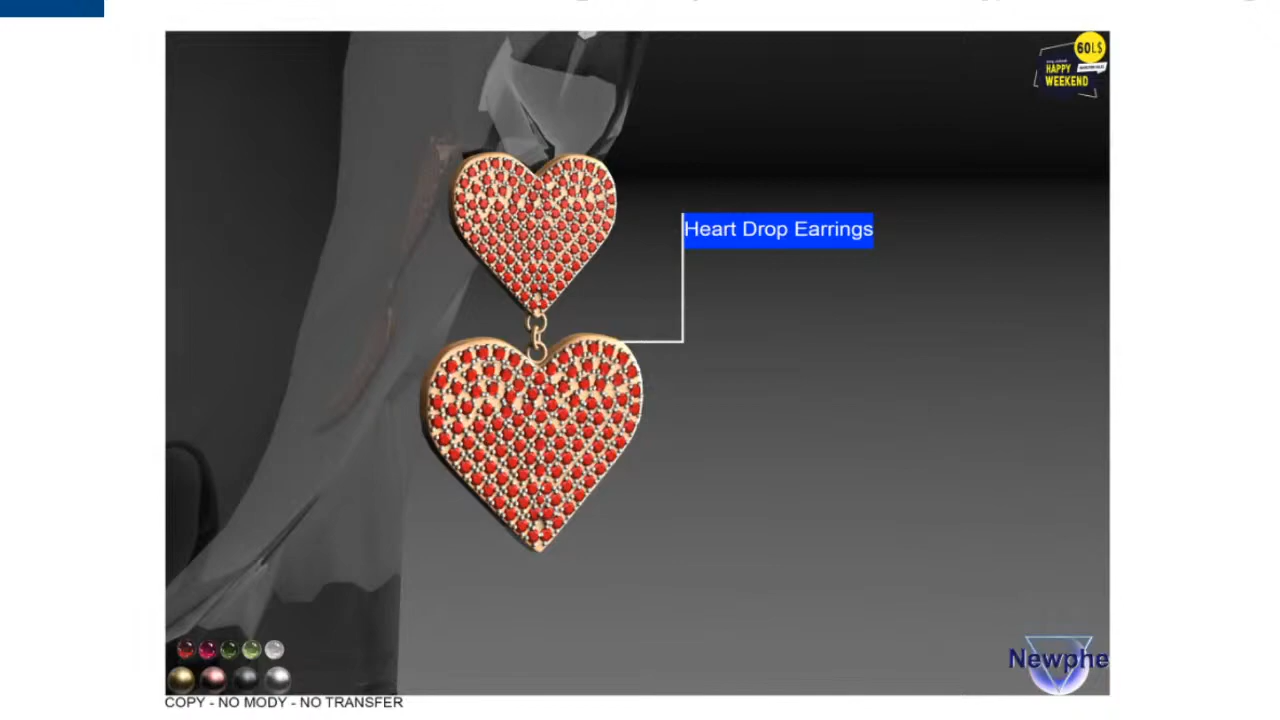 60L$
HAPPY
WEEKEND
Heart Drop Earrings
Newphe
COPY - NO MODY - NO TRANSFER